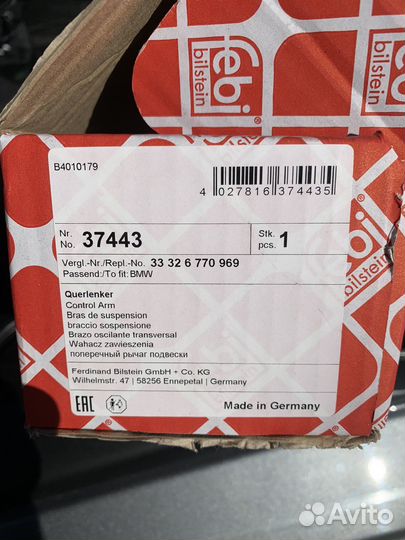 febi
bilstein
B4010179
4 027816 374435
Nr.
No. 37443
Stk.
pcs. 1
Vergl.-Nr./Repl.-No. 33 32 6 770 969
Passend:/To fit: BMW
Querlenker
Control Arm
Bras de suspension
braccio sospensione
Brazo oscilante transversal
Wahacz zawieszenia
поперечный рычаг подвески
Ferdinand Bilstein GmbH + Co. KG
Wilhelmstr. 47 | 58256 Ennepetal | Germany
EAC
Made in Germany
febi
bilstein
Avito